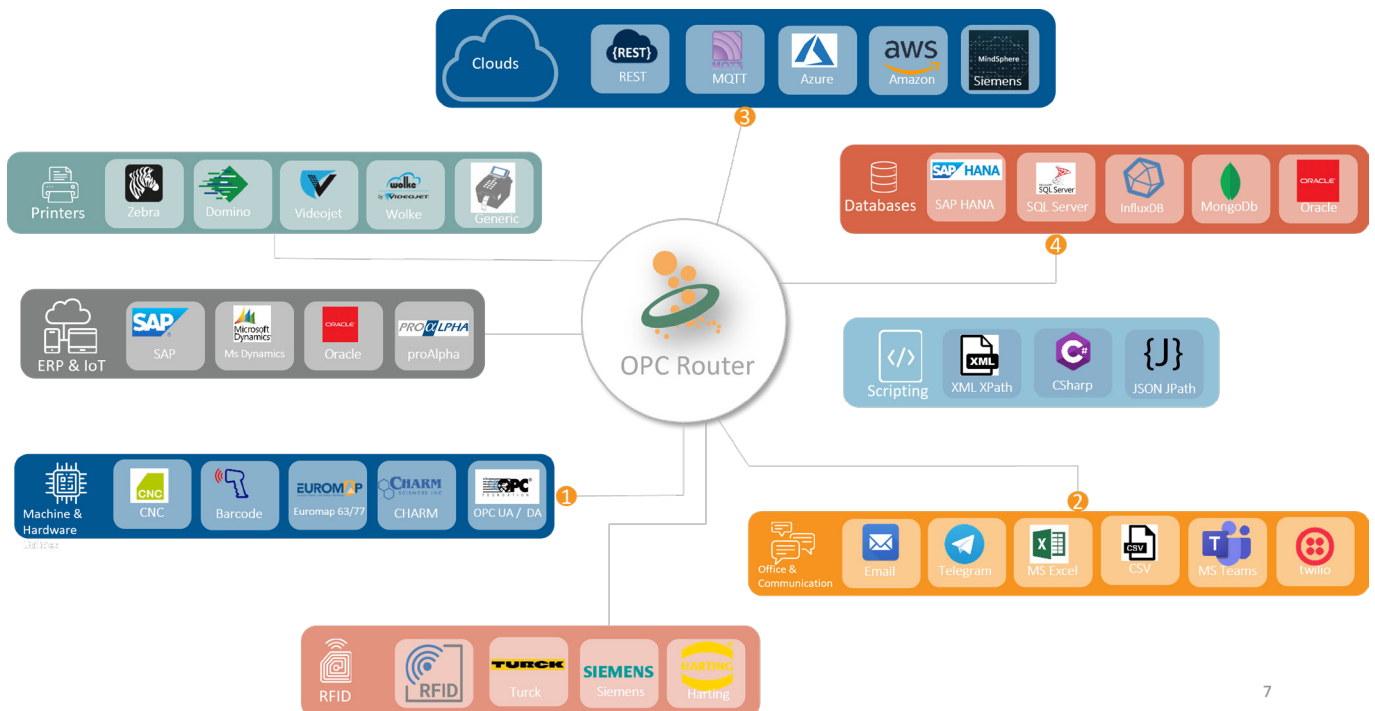 Clouds
{REST}
REST
MQTT
Azure
aws
Amazon
MindSphere
Siemens
3
Printers
Zebra
Domino
Videojet
wolke
by VIDEOJET
Wolke
Generic
Databases
SAP HANA
SAP HANA
SQL Server
SQL Server
InfluxDB
MongoDb
ORACLE
Oracle
4
ERP & IoT
SAP
SAP
Microsoft
Dynamics
Ms Dynamics
ORACLE
Oracle
PROALPHA
proAlpha
OPC Router
</>
Scripting
XML
XML XPath
C#
CSharp
{J}
JSON JPath
Machine &
Hardware
CNC
CNC
Barcode
EUROMAP
Euromap 63/77
CHARM
SCIENCES INC
CHARM
OPC
FOUNDATION
OPC UA / DA
1
2
Office &
Communication
Email
Telegram
X
MS Excel
CSV
CSV
T
MS Teams
twilio
RFID
RFID
TURCK
Turck
SIEMENS
Siemens
HARTING
Harting
7